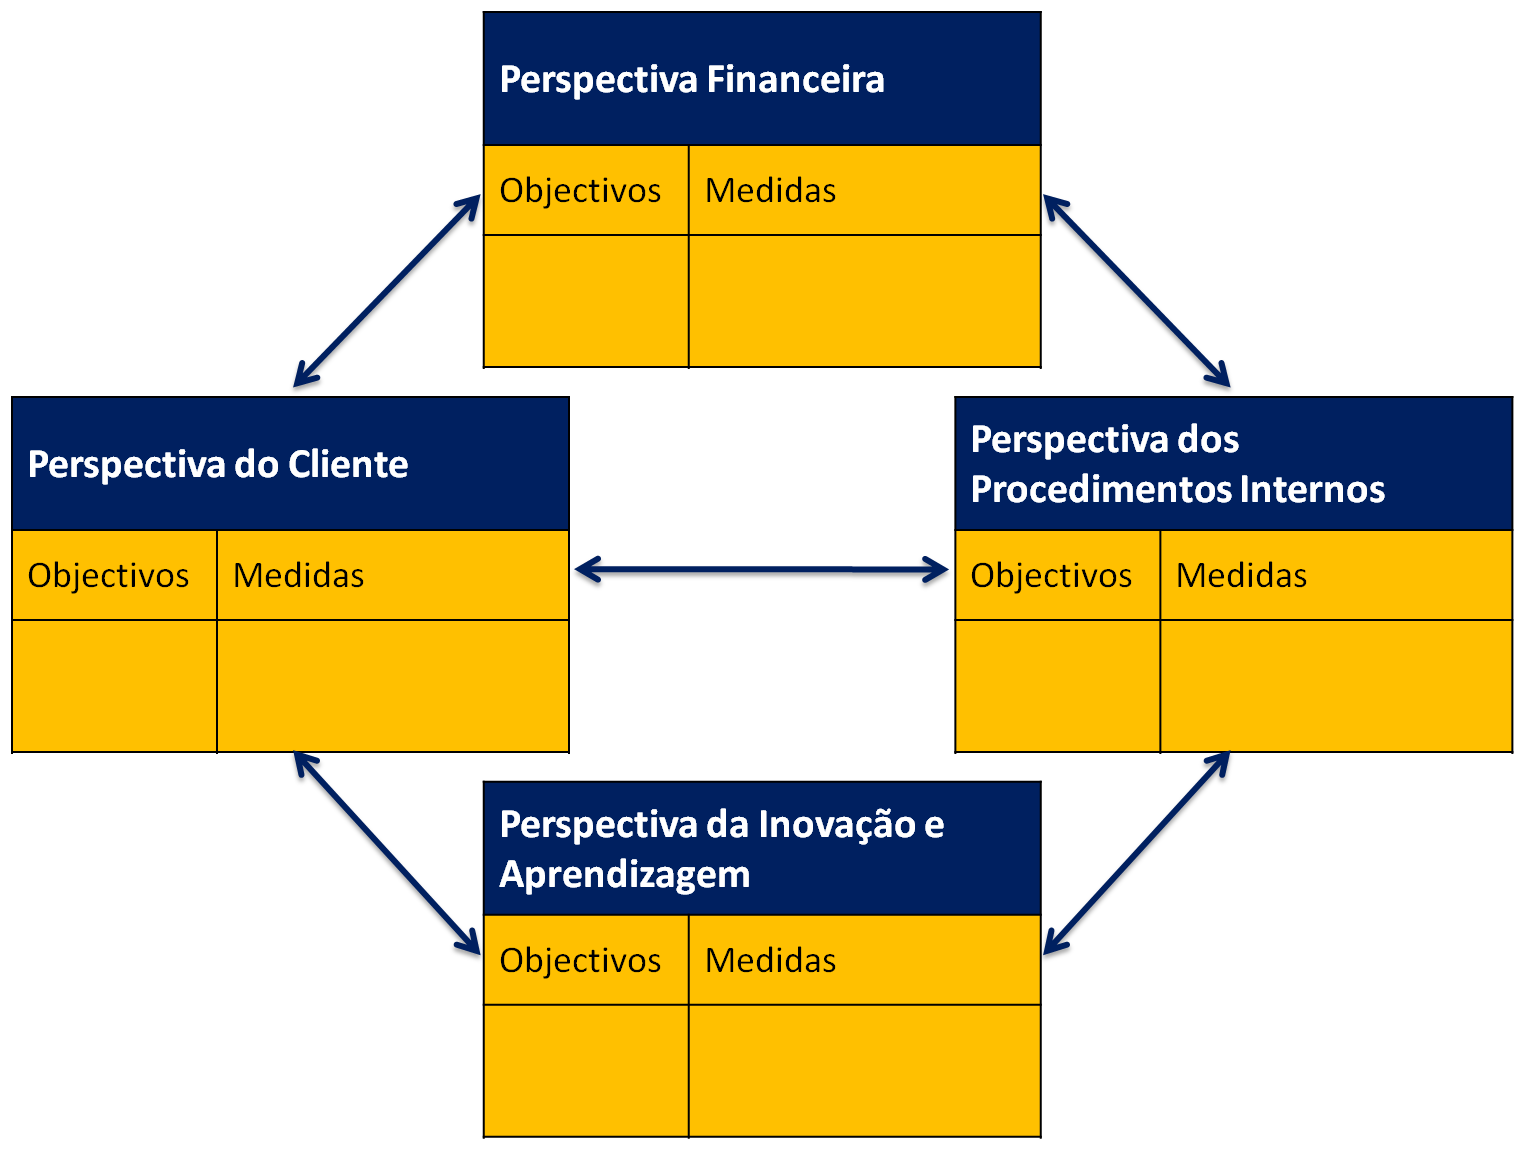 Perspectiva Financeira
Objectivos Medidas
Perspectiva do Cliente
Objectivos Medidas
Perspectiva dos
Procedimentos Internos
Objectivos Medidas
Perspectiva da Inovação e
Aprendizagem
Objectivos Medidas